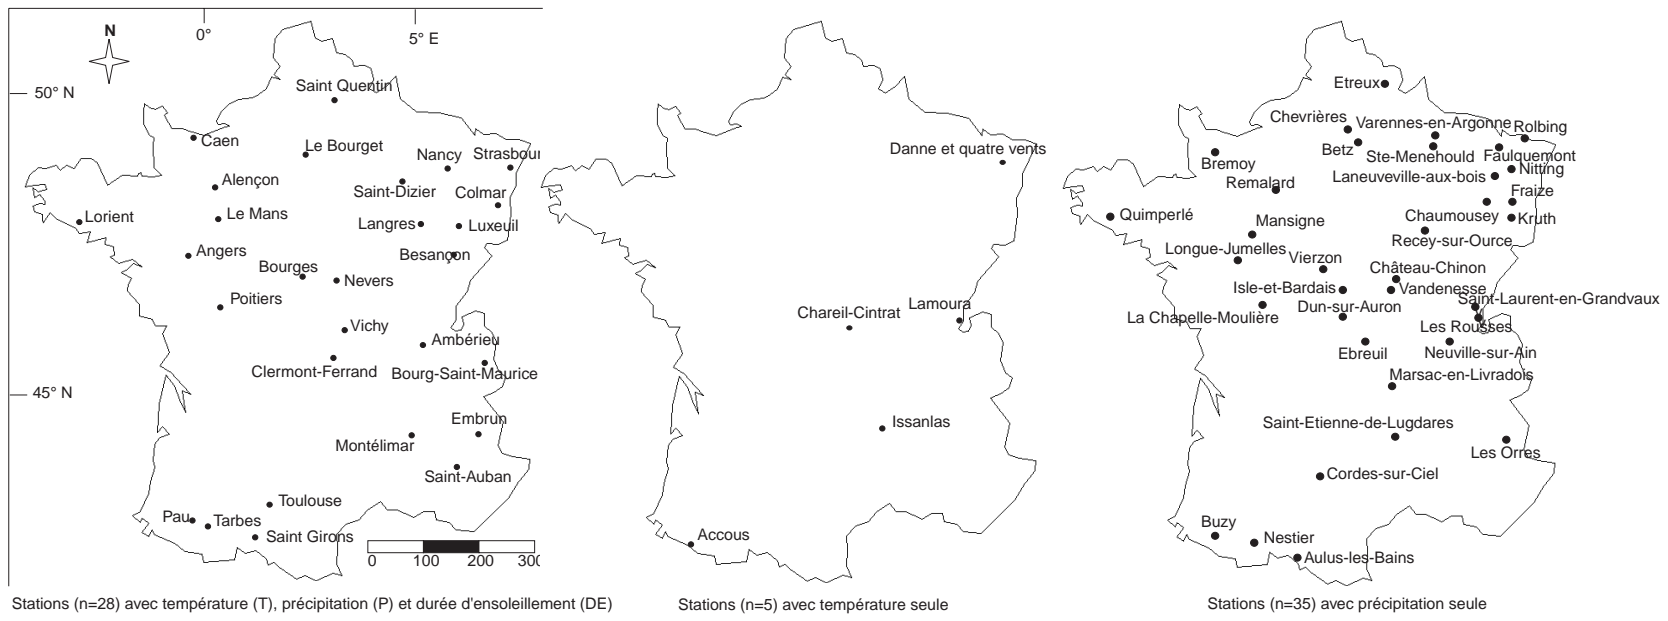 N
0°
5° E
50° N
45° N
Saint Quentin
Caen
Le Bourget
Nancy
Strasbour
Alençon
Saint-Dizier
Colmar
Lorient
Le Mans
Langres
Luxeuil
Angers
Besançon
Bourges
Nevers
Poitiers
Vichy
Ambérieu
Clermont-Ferrand
Bourg-Saint-Maurice
Embrun
Montélimar
Saint-Auban
Toulouse
Pau
Tarbes
Saint Girons
0 100 200 300
Stations (n=28) avec température (T), précipitation (P) et durée d'ensoleillement (DE)
Danne et quatre vents
Chareil-Cintrat
Lamoura
Issanlas
Accous
Stations (n=5) avec température seule
Etreux
Chevrières
Varennes-en-Argonne
Rolbing
Betz
Ste-Menehould
Faulquemont
Bremoy
Nitting
Remalard
Laneuveville-aux-bois
Fraize
Quimperlé
Chaumousey
Kruth
Mansigne
Recey-sur-Ource
Longue-Jumelles
Vierzon
Château-Chinon
Isle-et-Bardais
Vandenesse
Dun-sur-Auron
Saint-Laurent-en-Grandvaux
La Chapelle-Moulière
Les Rousses
Ebreuil
Neuville-sur-Ain
Marsac-en-Livradois
Saint-Etienne-de-Lugdares
Les Orres
Cordes-sur-Ciel
Buzy
Nestier
Aulus-les-Bains
Stations (n=35) avec précipitation seule